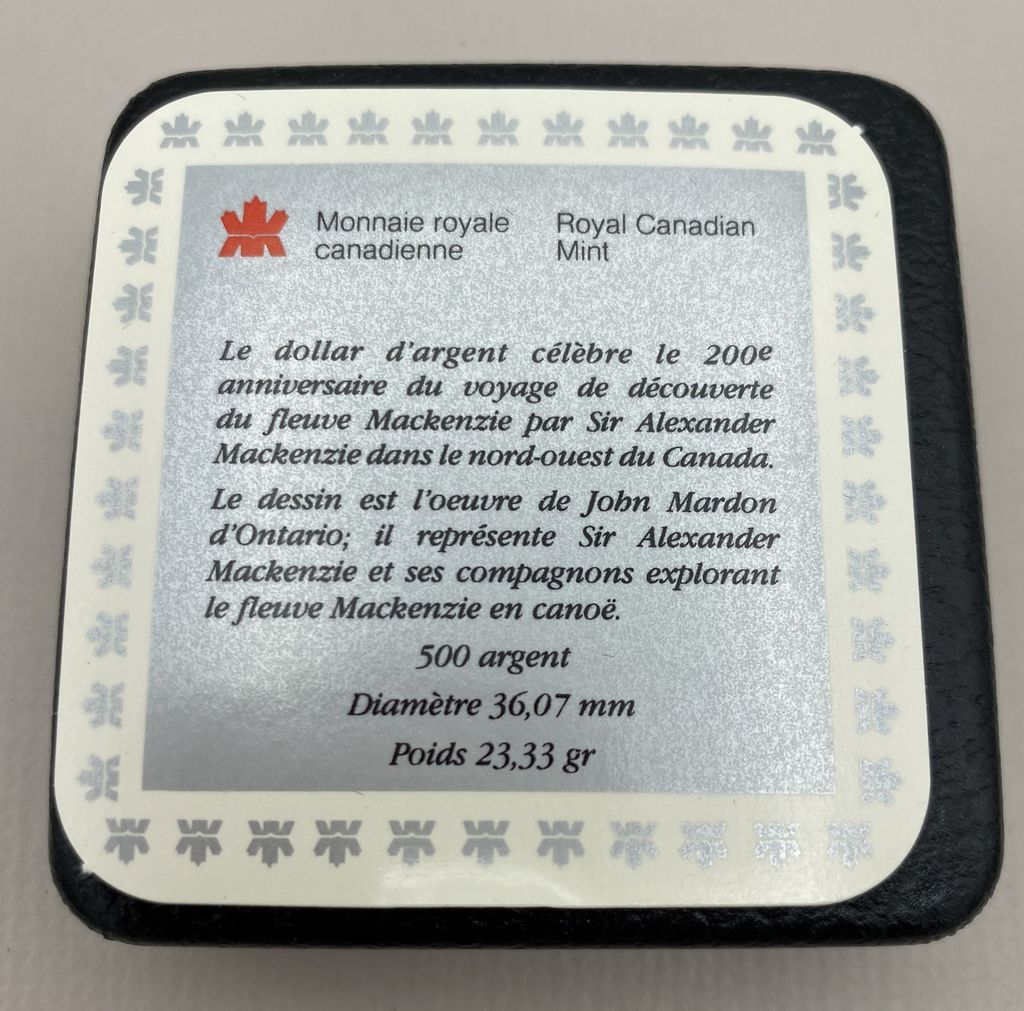 Monnaie royale canadienne
Royal Canadian Mint
Le dollar d'argent célèbre le 200e
anniversaire du voyage de découverte
du fleuve Mackenzie par Sir Alexander
Mackenzie dans le nord-ouest du Canada.
Le dessin est l'oeuvre de John Mardon
d'Ontario; il représente Sir Alexander
Mackenzie et ses compagnons explorant
le fleuve Mackenzie en canoë.
500 argent
Diamètre 36,07 mm
Poids 23,33 gr